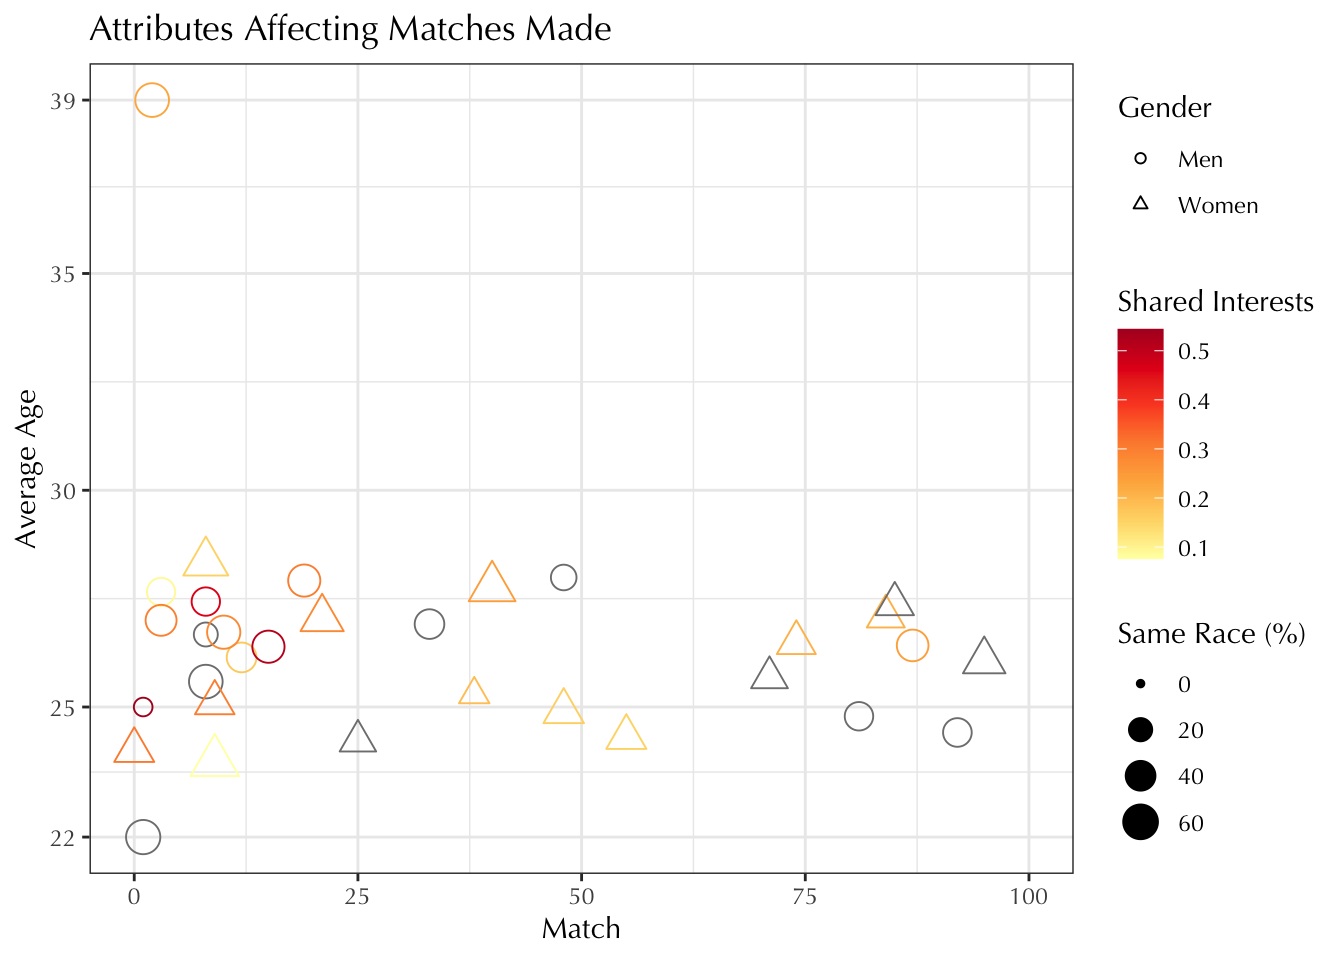 Attributes Affecting Matches Made
39
35
30
25
22
Average Age
0
25
50
75
100
Match
Gender
Men
Women
Shared Interests
0.5
0.4
0.3
0.2
0.1
Same Race (%)
0
20
40
60